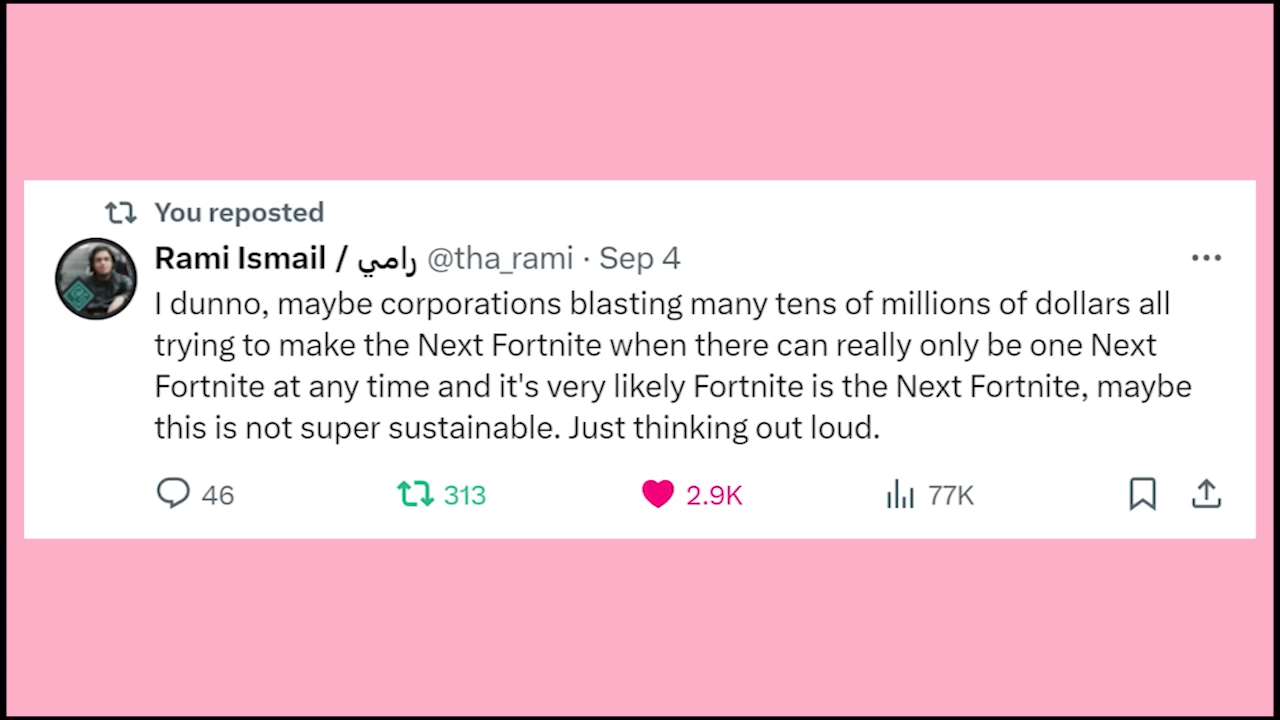 You reposted
Rami Ismail / رامي @tha_rami · Sep 4
I dunno, maybe corporations blasting many tens of millions of dollars all
trying to make the Next Fortnite when there can really only be one Next
Fortnite at any time and it's very likely Fortnite is the Next Fortnite, maybe
this is not super sustainable. Just thinking out loud.
46 313 2.9K 77K